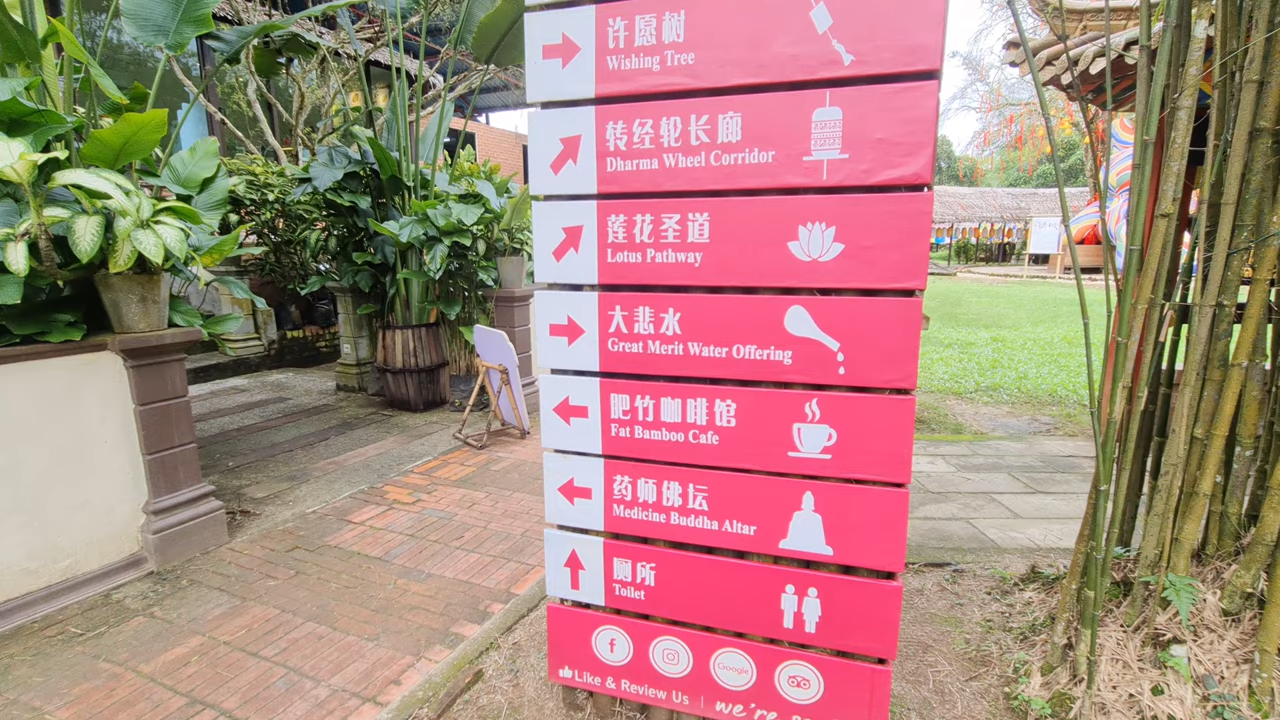 许愿树
Wishing Tree
转经轮长廊
Dharma Wheel Corridor
莲花圣道
Lotus Pathway
大悲水
Great Merit Water Offering
肥竹咖啡馆
Fat Bamboo Cafe
药师佛坛
Medicine Buddha Altar
厕所
Toilet
f
Google
Like & Review Us | we're